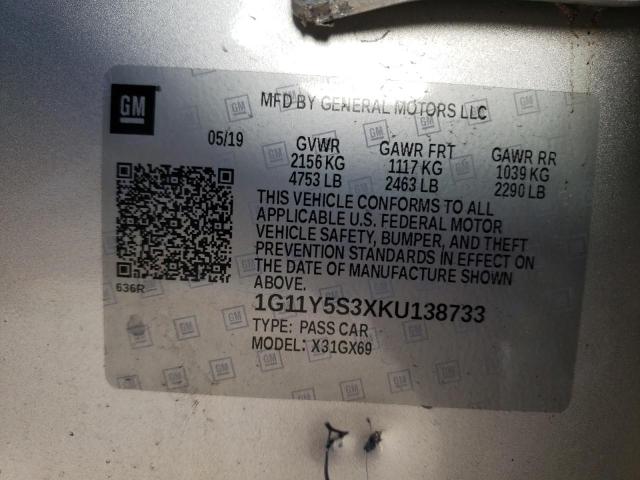 GM
MFD BY GENERAL MOTORS LLC
05/19
GVWR
2156 KG
4753 LB
GAWR FRT
1117 KG
2463 LB
GAWR RR
1039 KG
2290 LB
THIS VEHICLE CONFORMS TO ALL
APPLICABLE U.S. FEDERAL MOTOR
VEHICLE SAFETY, BUMPER, AND THEFT
PREVENTION STANDARDS IN EFFECT ON
THE DATE OF MANUFACTURE SHOWN
ABOVE.
636R
1G11Y5S3XKU138733
TYPE: PASS CAR
MODEL: X31GX69